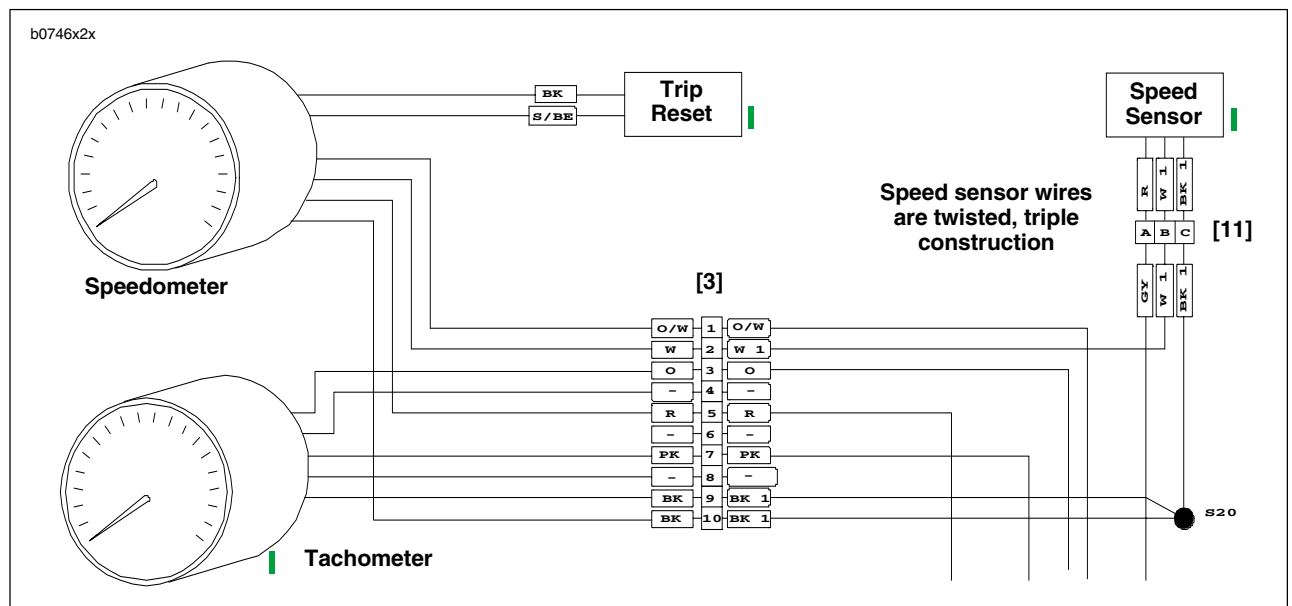 b0746x2x
BK
S/BE
Trip
Reset
Speed
Sensor
Speedometer
Speed sensor wires
are twisted, triple
construction
R
W 1
BK 1
A B C
[11]
GY
W 1
BK 1
[3]
O/W 1 O/W
W 2 W 1
O 3 O
- 4 -
R 5 R
- 6 -
PK 7 PK
- 8 -
BK 9 BK 1
BK 10 BK 1
S20
Tachometer